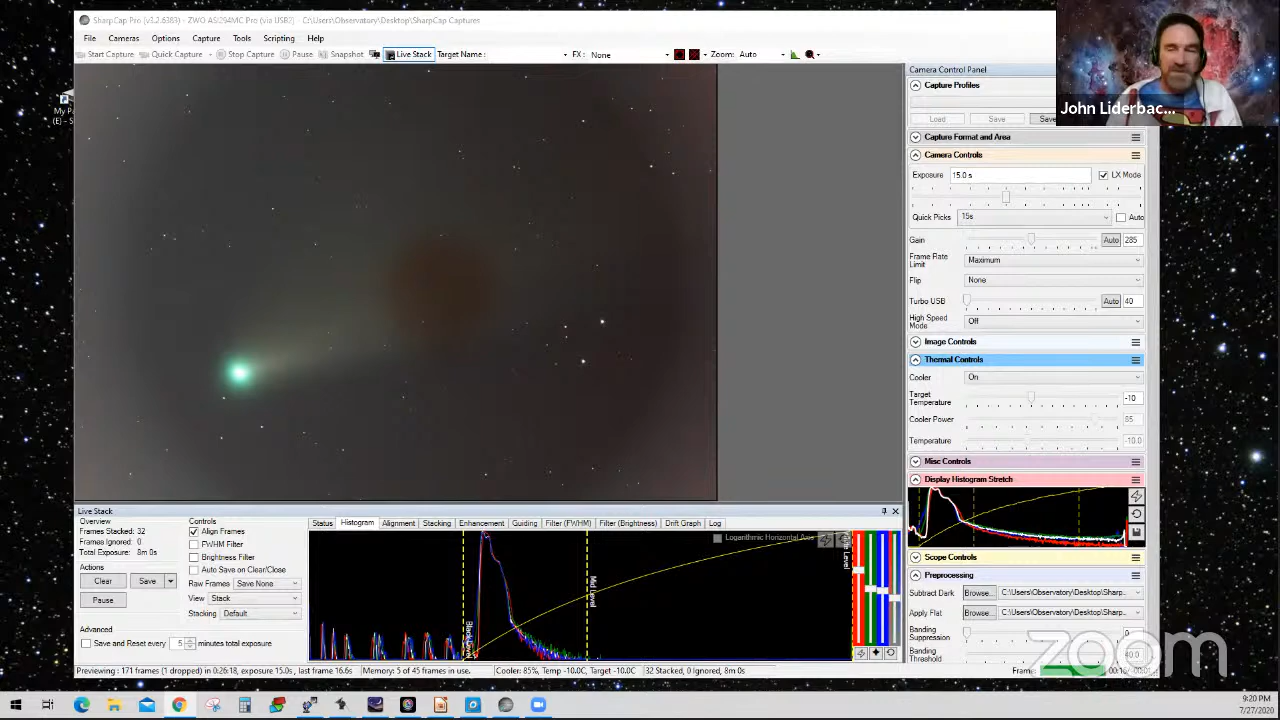 SharpCap Pro (v3.2.6383) - ZWO ASI294MC Pro (via USB2) - C:\Users\Observatory\Desktop\SharpCap Captures
File Cameras Options Capture Tools Scripting Help
Start Capture Quick Capture Stop Capture Pause Snapshot Live Stack Target Name : FX : None Zoom: Auto
My Pa
(E) - S
John Liderbac...
Camera Control Panel
Capture Profiles
Load Save Save
Capture Format and Area
Camera Controls
Exposure 15.0 s LX Mode
Quick Picks 15s Auto
Gain Auto 285
Frame Rate Limit Maximum
Flip None
Turbo USB Auto 40
High Speed Mode Off
Image Controls
Thermal Controls
Cooler On
Target Temperature -10
Cooler Power
Temperature -10.0
Misc Controls
Display Histogram Stretch
Scope Controls
Preprocessing
Subtract Dark Browse... C:\Users\Observatory\Desktop\Sharp...
Apply Flat Browse... C:\Users\Observatory\Desktop\Sharp...
Banding Suppression 0
Banding Threshold 40.0
Live Stack
Overview
Frames Stacked: 32
Frames Ignored: 0
Total Exposure: 8m 0s
Actions
Clear Save
Pause
Advanced
Save and Reset every 5 minutes total exposure
Controls
Align Frames
FWHM Filter
Brightness Filter
Auto Save on Clear/Close
Raw Frames Save None
View Stack
Stacking Default
Status Histogram Alignment Stacking Enhancement Guiding Filter (FWHM) Filter (Brightness) Drift Graph Log
Logarithmic Horizontal Axis
Mid Level
Previewing : 171 frames (1 dropped) in 0:26:18, exposure 15.0s, last frame 16.6s Memory: 5 of 45 frames in use. Cooler: 85%, Temp -10.0C, Target -10.0C 32 Stacked, 0 Ignored, 8m 0s
zoom
9:20 PM
7/27/2020